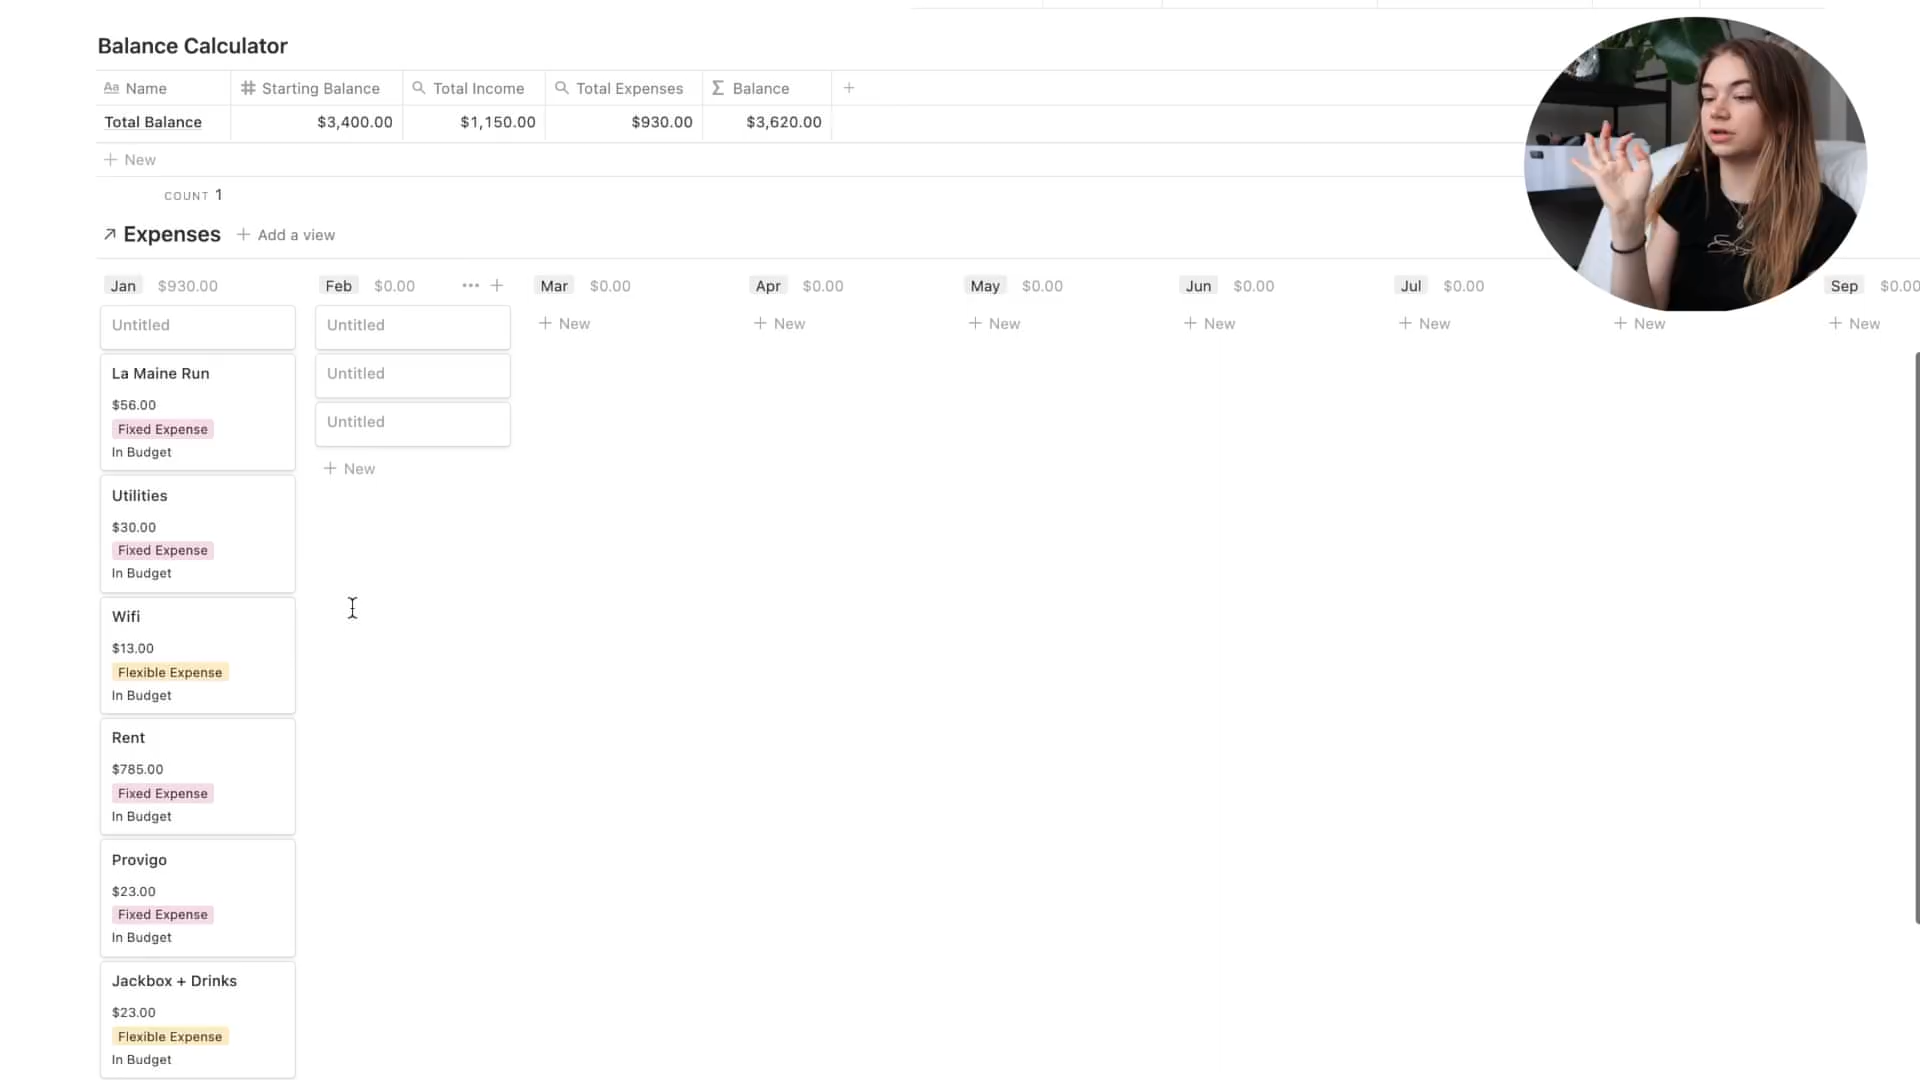 Balance Calculator
Aa Name # Starting Balance Total Income Total Expenses Σ Balance +
Total Balance $3,400.00 $1,150.00 $930.00 $3,620.00
+ New
COUNT 1
↗ Expenses + Add a view
Jan $930.00 Feb $0.00 ••• + Mar $0.00 Apr $0.00 May $0.00 Jun $0.00 Jul $0.00 Sep $0.00
Untitled Untitled + New + New + New + New + New + New + New
La Maine Run Untitled
$56.00
Fixed Expense Untitled
In Budget + New
Utilities
$30.00
Fixed Expense
In Budget
Wifi
$13.00
Flexible Expense
In Budget
Rent
$785.00
Fixed Expense
In Budget
Provigo
$23.00
Fixed Expense
In Budget
Jackbox + Drinks
$23.00
Flexible Expense
In Budget